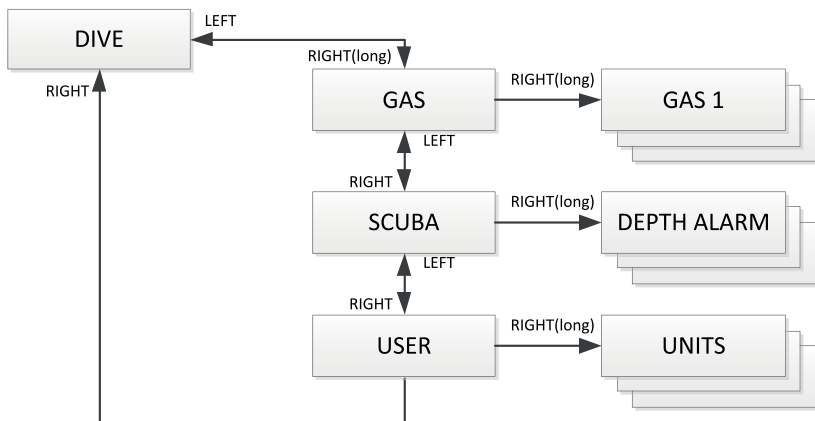 LEFT
DIVE
RIGHT(long)
RIGHT
GAS
RIGHT(long)
GAS 1
LEFT
RIGHT
SCUBA
RIGHT(long)
DEPTH ALARM
LEFT
RIGHT
USER
RIGHT(long)
UNITS